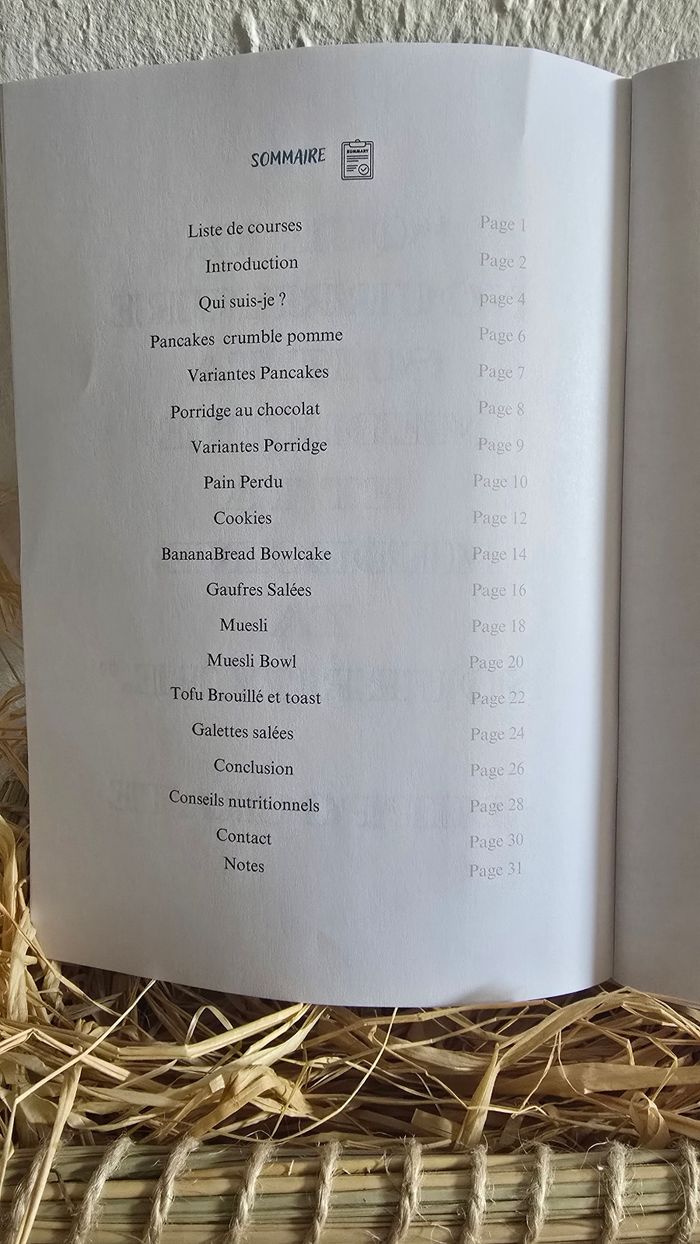 SOMMAIRE
SUMMARY
Liste de courses Page 1
Introduction Page 2
Qui suis-je ? page 4
Pancakes crumble pomme Page 6
Variantes Pancakes Page 7
Porridge au chocolat Page 8
Variantes Porridge Page 9
Pain Perdu Page 10
Cookies Page 12
BananaBread Bowlcake Page 14
Gaufres Salées Page 16
Muesli Page 18
Muesli Bowl Page 20
Tofu Brouillé et toast Page 22
Galettes salées Page 24
Conclusion Page 26
Conseils nutritionnels Page 28
Contact Page 30
Notes Page 31